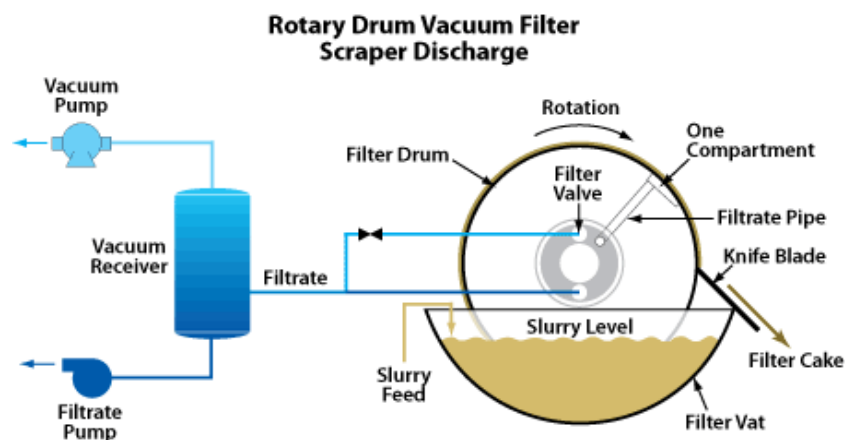 Rotary Drum Vacuum Filter
Scraper Discharge
Vacuum
Pump
Rotation
One
Compartment
Filter Drum
Filter
Valve
Filtrate Pipe
Vacuum
Receiver
Filtrate
Knife Blade
Slurry Level
Slurry
Feed
Filter Cake
Filtrate
Pump
Filter Vat